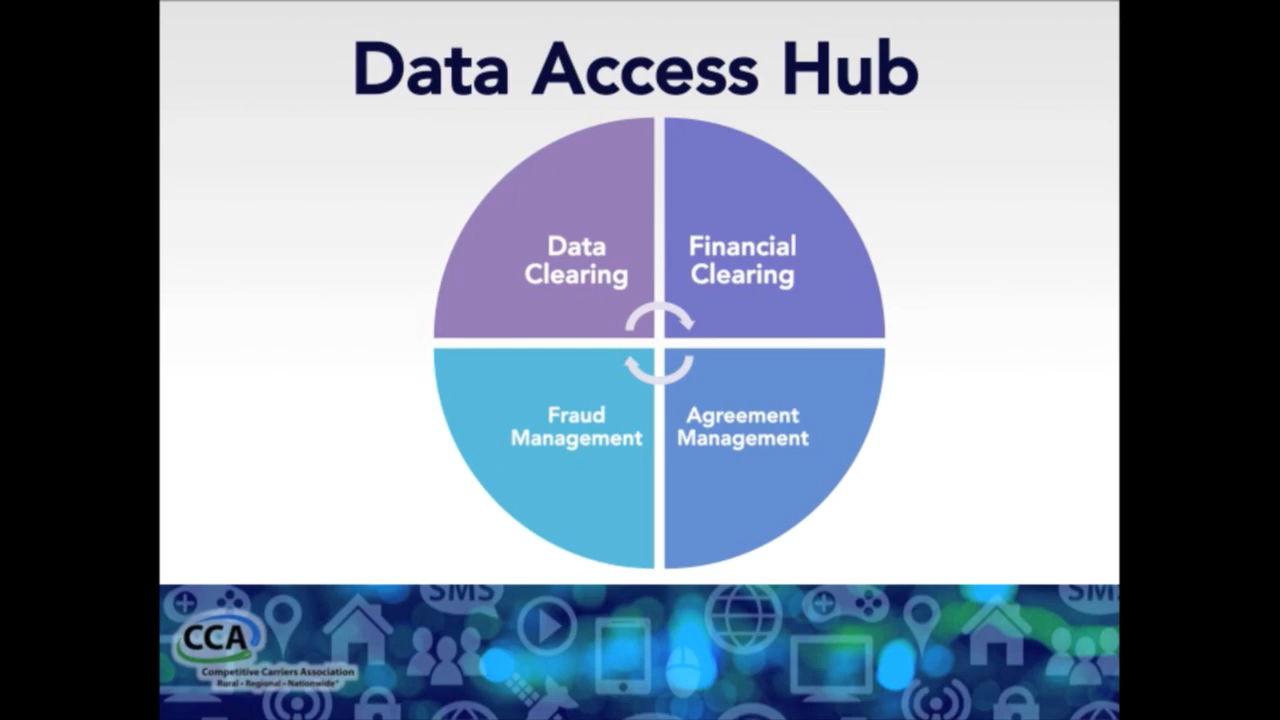 Data Access Hub
Data
Clearing
Financial
Clearing
Fraud
Management
Agreement
Management
SMS
SMS
CCA
Competitive Carriers Association
Rural • Regional • Nationwide®